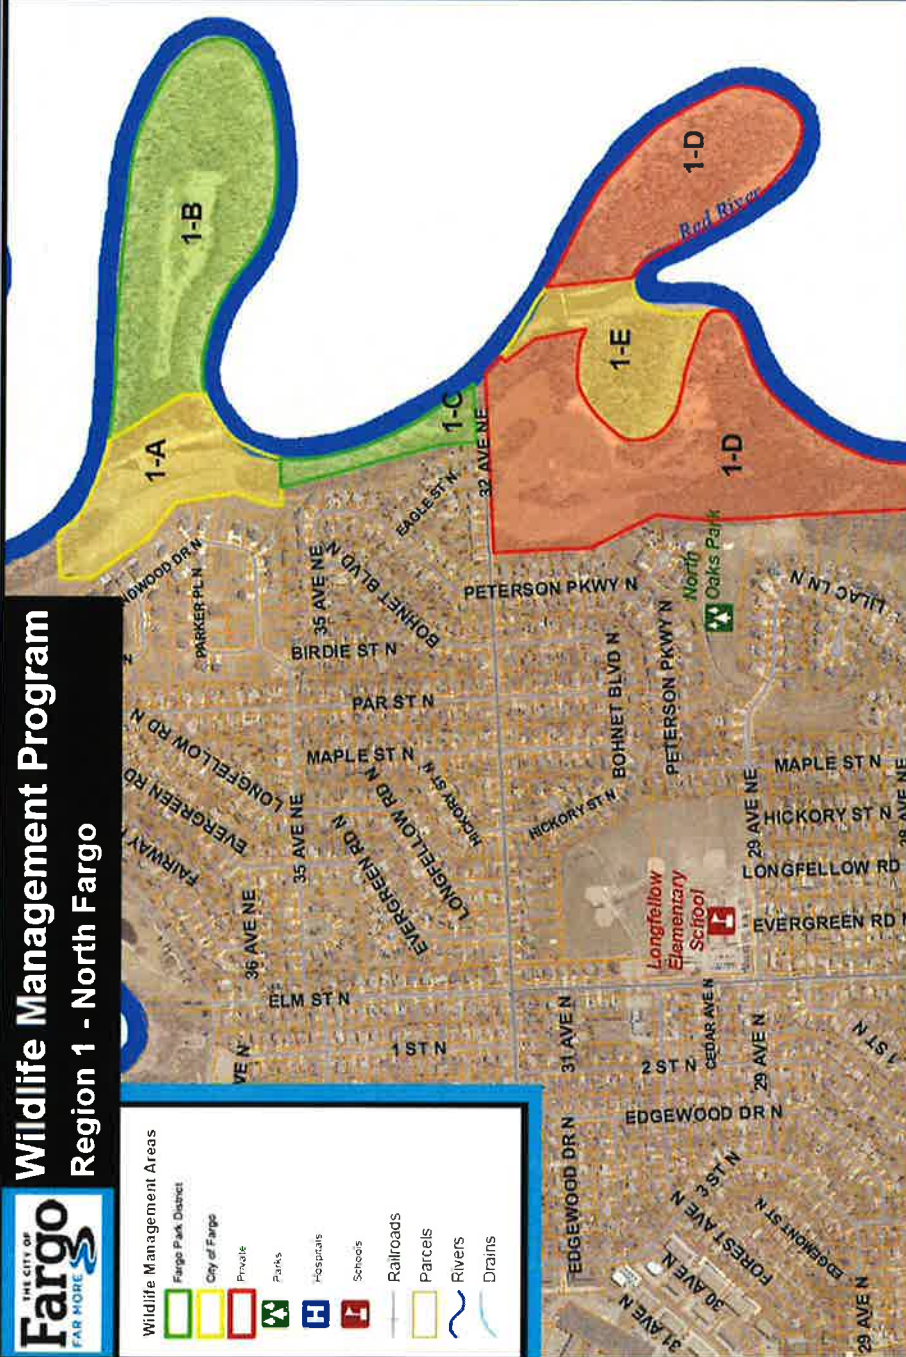 THE CITY OF
Fargo
FAR MORE
Wildlife Management Program
Region 1 - North Fargo
Wildlife Management Areas
Fargo Park District
City of Fargo
Private
Parks
H Hospitals
Schools
Railroads
Parcels
Rivers
Drains
1-A
1-B
1-C
1-D
1-E
1-D
Red River
North
Oaks Park
Longfellow
Elementary
School
PARKER PL N
35 AVE NE
BOHNET BLVD N
EAGLE ST N
32 AVE NE
BIRDIE ST N
PAR ST N
MAPLE ST N
LONGFELLOW RD N
EVERGREEN RD
FAIRWAY
35 AVE NE
36 AVE NE
EVERGREEN RD N
LONGFELLOW RD N
HICKORY ST N
ELM ST N
1 ST N
AVE N
PETERSON PKWY N
BOHNET BLVD N
PETERSON PKWY N
HICKORY ST N
LILAC LN N
29 AVE NE
MAPLE ST N
HICKORY ST N
28 AVE NE
LONGFELLOW RD
EVERGREEN RD N
31 AVE N
2 ST N
CEDAR AVE N
29 AVE N
1 ST N
EDGEWOOD DR N
EDGEWOOD DR N
3 ST N
FOREST AVE N
EDGEMONT ST N
30 AVE N
31 AVE N
29 AVE N